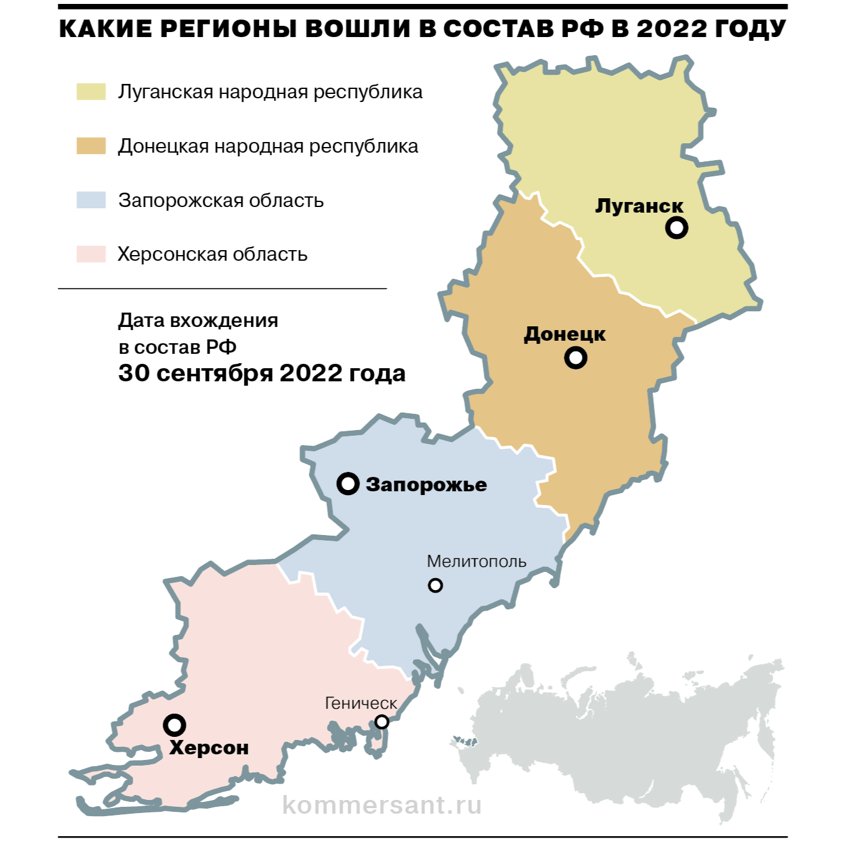 КАКИЕ РЕГИОНЫ ВОШЛИ В СОСТАВ РФ В 2022 ГОДУ
Луганская народная республика
Донецкая народная республика
Запорожская область
Херсонская область
Дата вхождения
в состав РФ
30 сентября 2022 года
Луганск
Донецк
Запорожье
Мелитополь
Геническ
Херсон
kommersant.ru